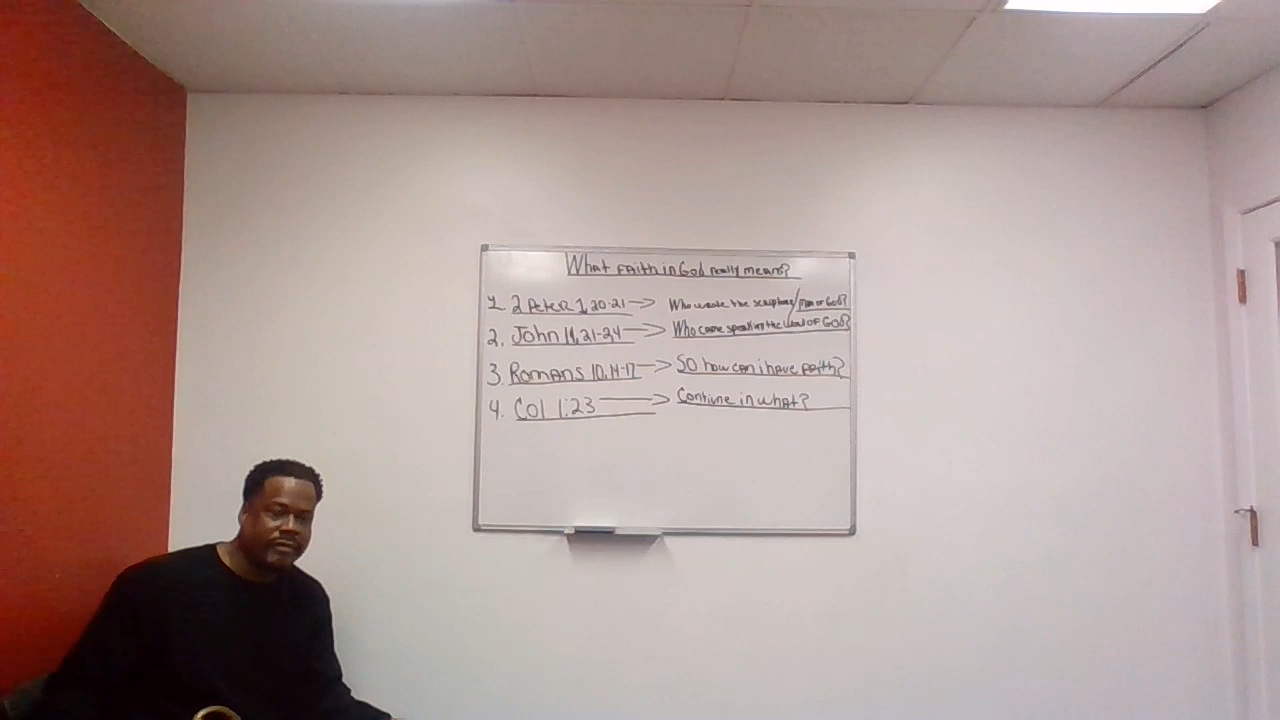 What Faith in God really means?
1. 2 Peter 1,20-21 → Who wrote the scriptures/man or God?
2. John 14,21-24 → Who came speaking the word OF GOD?
3. Romans 10,14-17 → SO how can i have faith?
4. Col 1:23 → Contiune in what?